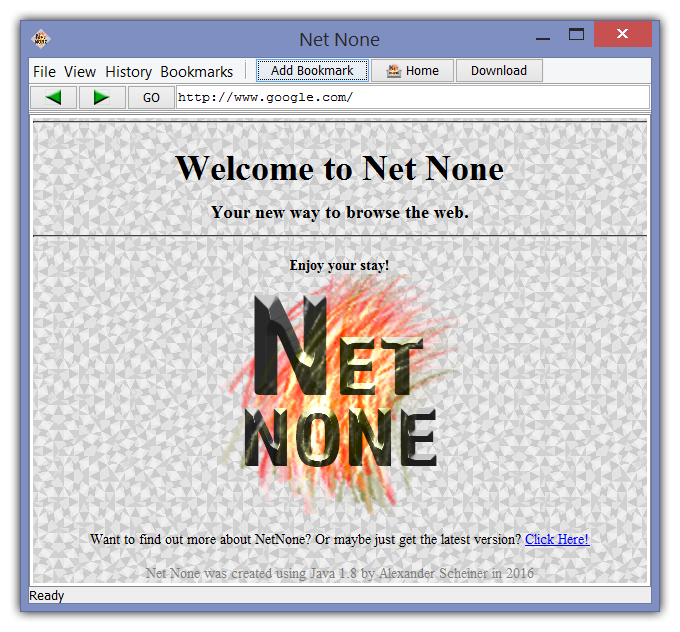 Net None
File View History Bookmarks Add Bookmark Home Download
GO http://www.google.com/
Welcome to Net None
Your new way to browse the web.
Enjoy your stay!
NET
NONE
Want to find out more about NetNone? Or maybe just get the latest version? Click Here!
Net None was created using Java 1.8 by Alexander Scheiner in 2016
Ready